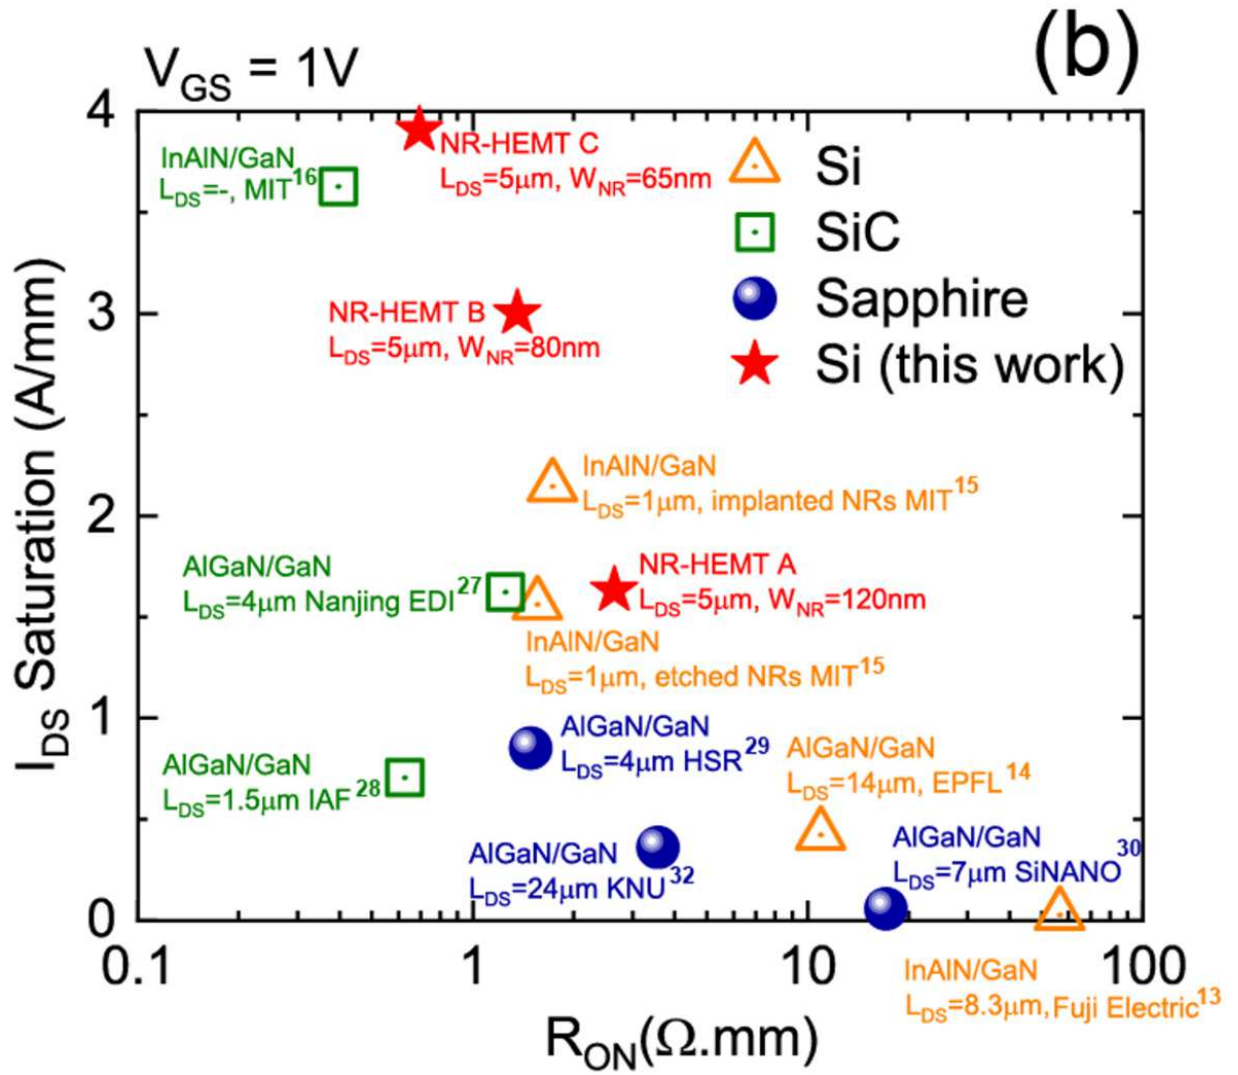 (b)
V_GS = 1V
4
3
2
1
0
I_DS Saturation (A/mm)
InAlN/GaN
L_DS=-, MIT^16
NR-HEMT C
L_DS=5μm, W_NR=65nm
Si
SiC
Sapphire
Si (this work)
NR-HEMT B
L_DS=5μm, W_NR=80nm
InAlN/GaN
L_DS=1μm, implanted NRs MIT^15
AlGaN/GaN
L_DS=4μm Nanjing EDI^27
NR-HEMT A
L_DS=5μm, W_NR=120nm
InAlN/GaN
L_DS=1μm, etched NRs MIT^15
AlGaN/GaN
L_DS=4μm HSR^29
AlGaN/GaN
L_DS=14μm, EPFL^14
AlGaN/GaN
L_DS=1.5μm IAF^28
AlGaN/GaN
L_DS=24μm KNU^32
AlGaN/GaN
L_DS=7μm SiNANO^30
0.1
1
10
100
InAlN/GaN
L_DS=8.3μm, Fuji Electric^13
R_ON(Ω.mm)